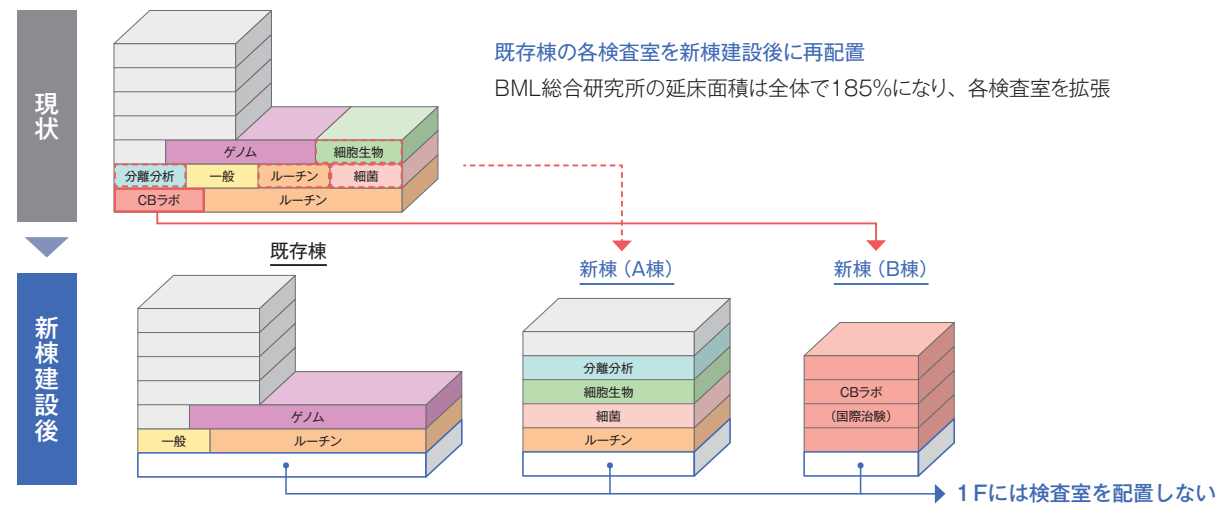 現状
既存棟の各検査室を新棟建設後に再配置
BML総合研究所の延床面積は全体で185%になり、各検査室を拡張
ゲノム
細胞生物
分離分析
一般
ルーチン
細菌
CBラボ
ルーチン
新棟建設後
既存棟
新棟（A棟）
新棟（B棟）
ゲノム
一般
ルーチン
分離分析
細胞生物
細菌
ルーチン
CBラボ
（国際治験）
1Fには検査室を配置しない